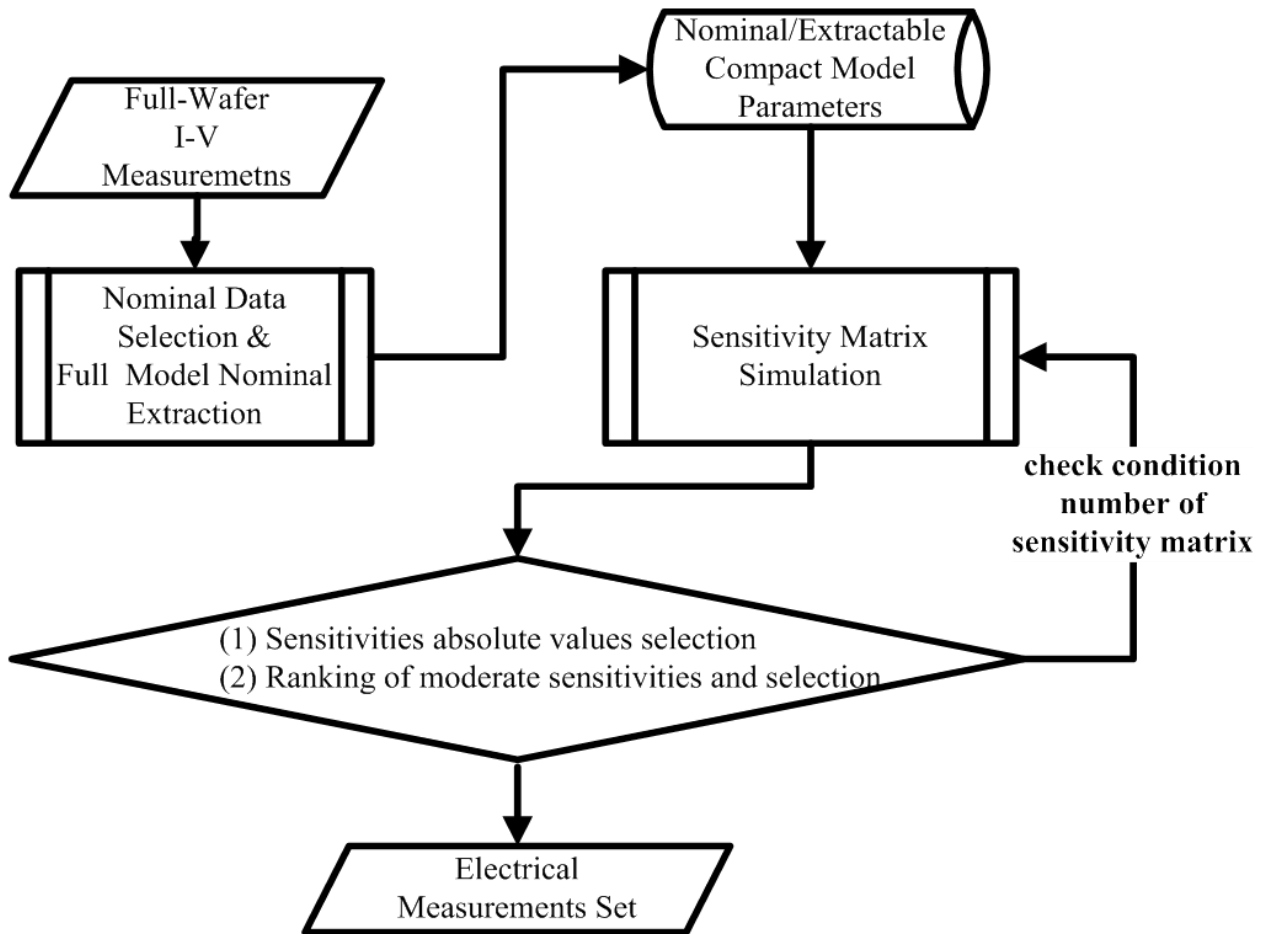 Full-Wafer
I-V
Measuremetns
Nominal Data
Selection &
Full Model Nominal
Extraction
Nominal/Extractable
Compact Model
Parameters
Sensitivity Matrix
Simulation
check condition
number of
sensitivity matrix
(1) Sensitivities absolute values selection
(2) Ranking of moderate sensitivities and selection
Electrical
Measurements Set